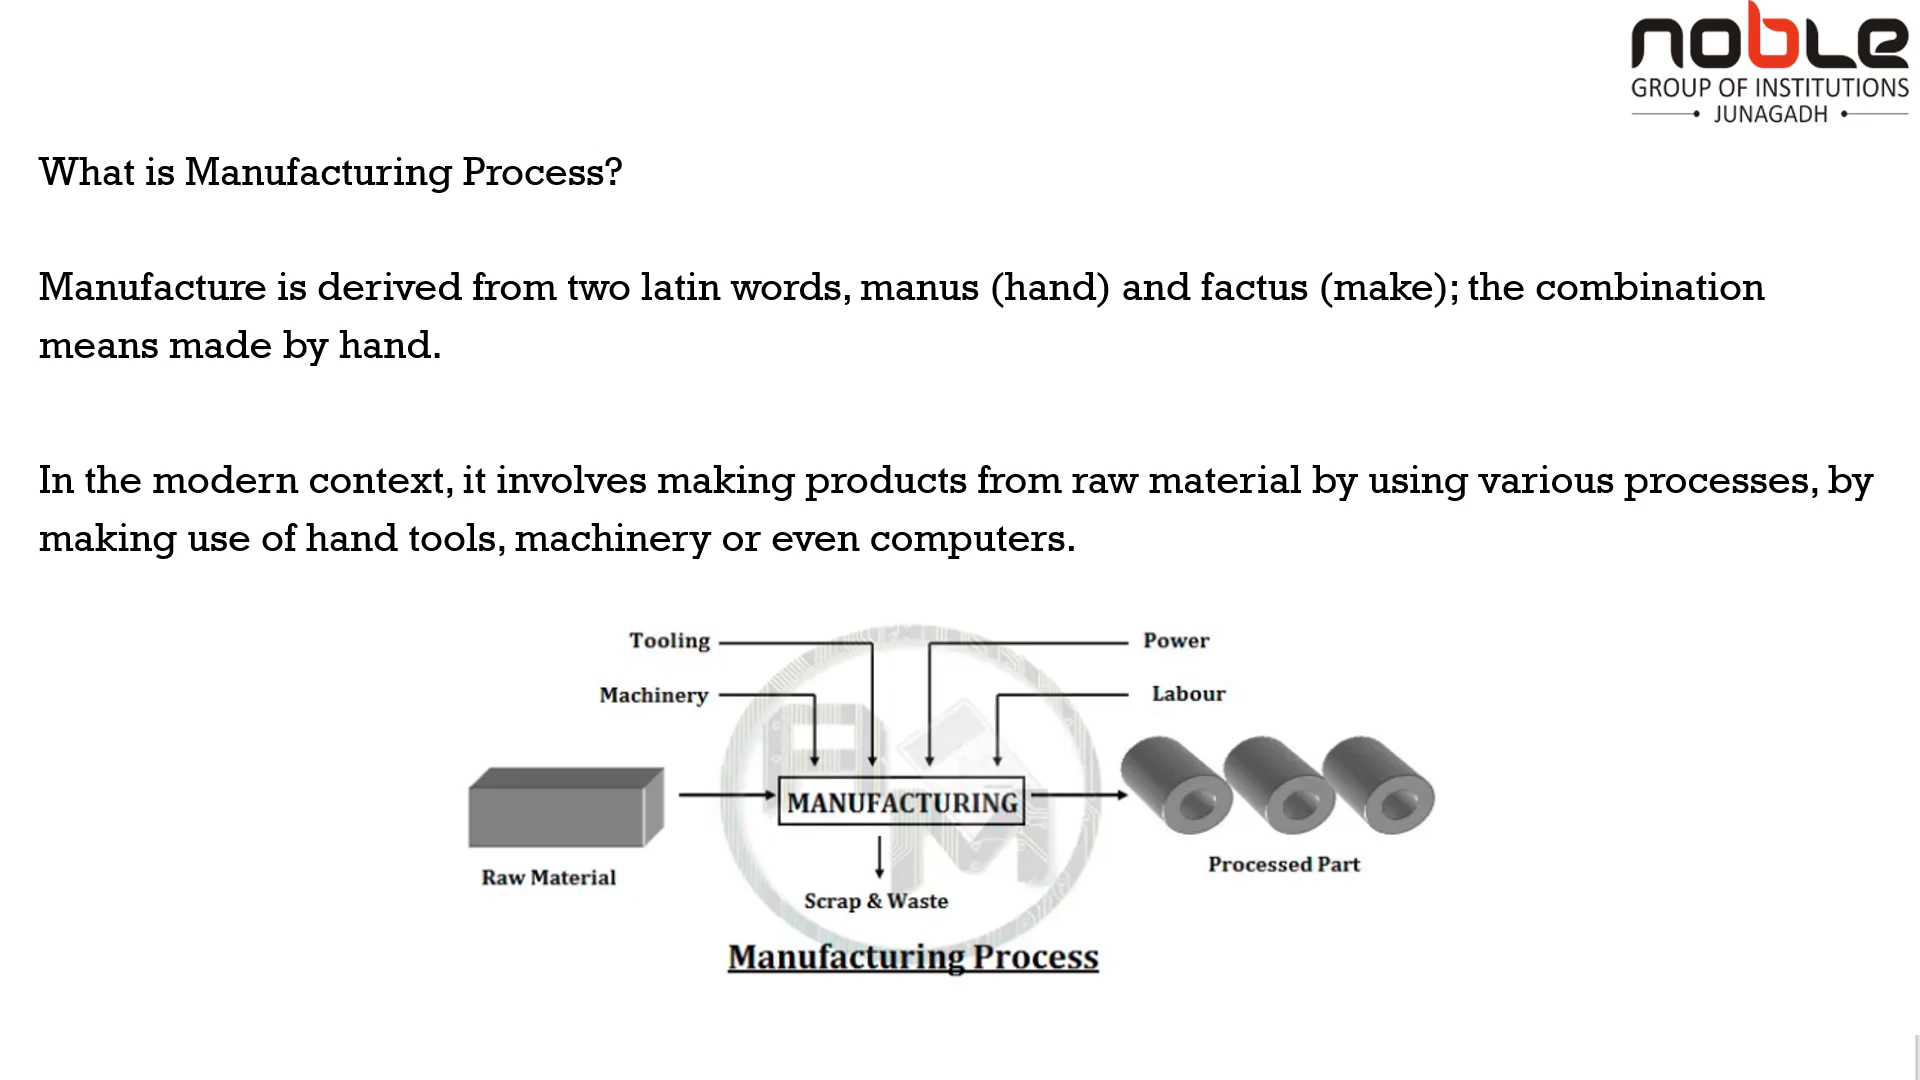 noble
GROUP OF INSTITUTIONS
JUNAGADH
What is Manufacturing Process?
Manufacture is derived from two latin words, manus (hand) and factus (make); the combination
means made by hand.
In the modern context, it involves making products from raw material by using various processes, by
making use of hand tools, machinery or even computers.
Tooling
Power
Machinery
Labour
MANUFACTURING
Raw Material
Processed Part
Scrap & Waste
Manufacturing Process